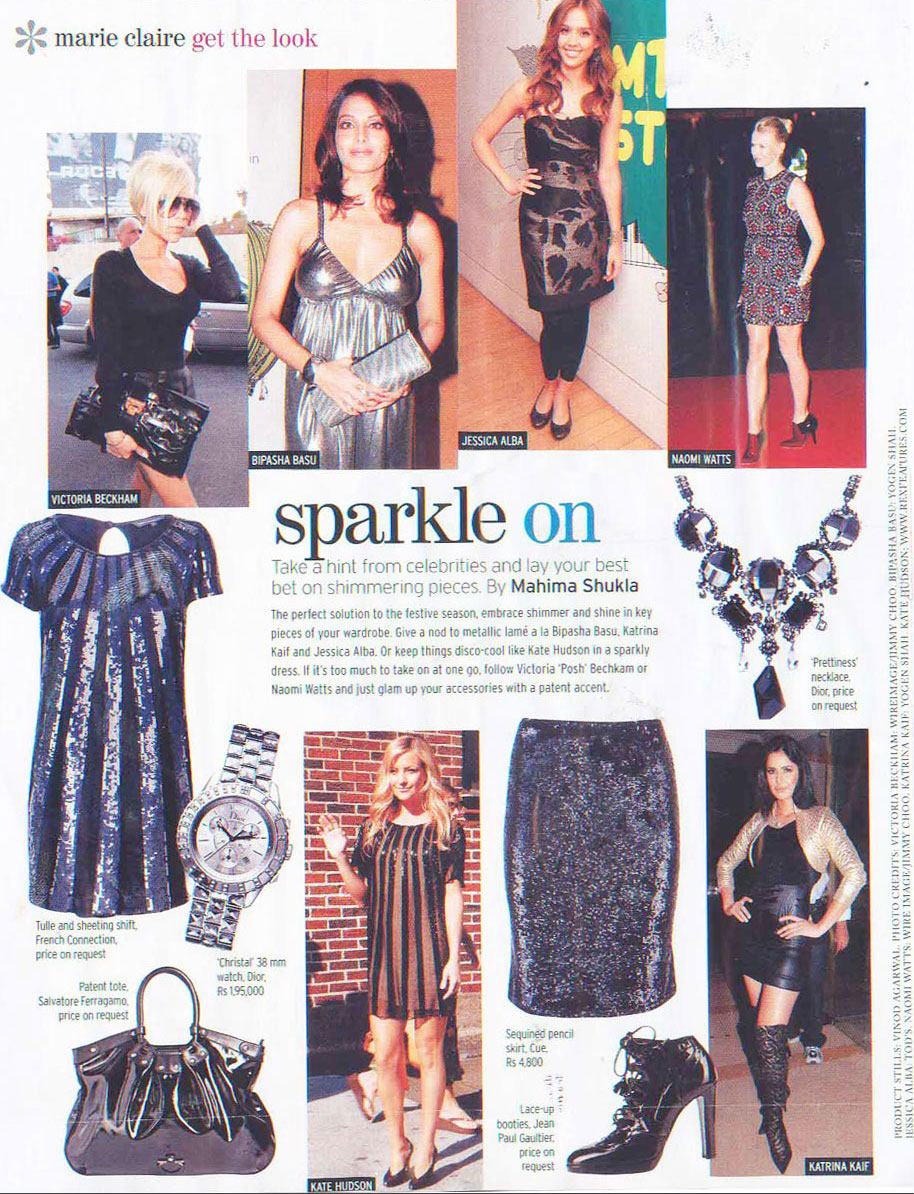 marie claire get the look
ROCK
MT
ST
in
VICTORIA BECKHAM
BIPASHA BASU
JESSICA ALBA
NAOMI WATTS
sparkle on
Take a hint from celebrities and lay your best
bet on shimmering pieces. By Mahima Shukla
The perfect solution to the festive season, embrace shimmer and shine in key
pieces of your wardrobe. Give a nod to metallic lamé a la Bipasha Basu, Katrina
Kaif and Jessica Alba. Or keep things disco-cool like Kate Hudson in a sparkly
dress. If it's too much to take on at one go, follow Victoria 'Posh' Bechkam or
Naomi Watts and just glam up your accessories with a patent accent.
'Prettiness'
necklace,
Dior, price
on request
Tulle and sheeting shift,
French Connection,
price on request
Dior
'Christal' 38 mm
watch, Dior,
Rs 1,95,000
Patent tote,
Salvatore Ferragamo,
price on request
KATE HUDSON
Sequined pencil
skirt, Cue,
Rs 4,800
Lace-up
booties, Jean
Paul Gaultier,
price on
request
KATRINA KAIF
PRODUCT STILLS: VINOD AGARWAL. PHOTO CREDITS: VICTORIA BECKHAM: WIREIMAGE/JIMMY CHOO. BIPASHA BASU: YOGEN SHAH.
JESSICA ALBA: TOD'S. NAOMI WATTS: WIRE IMAGE/JIMMY CHOO. KATRINA KAIF: YOGEN SHAH. KATE HUDSON: WWW.REXFEATURES.COM